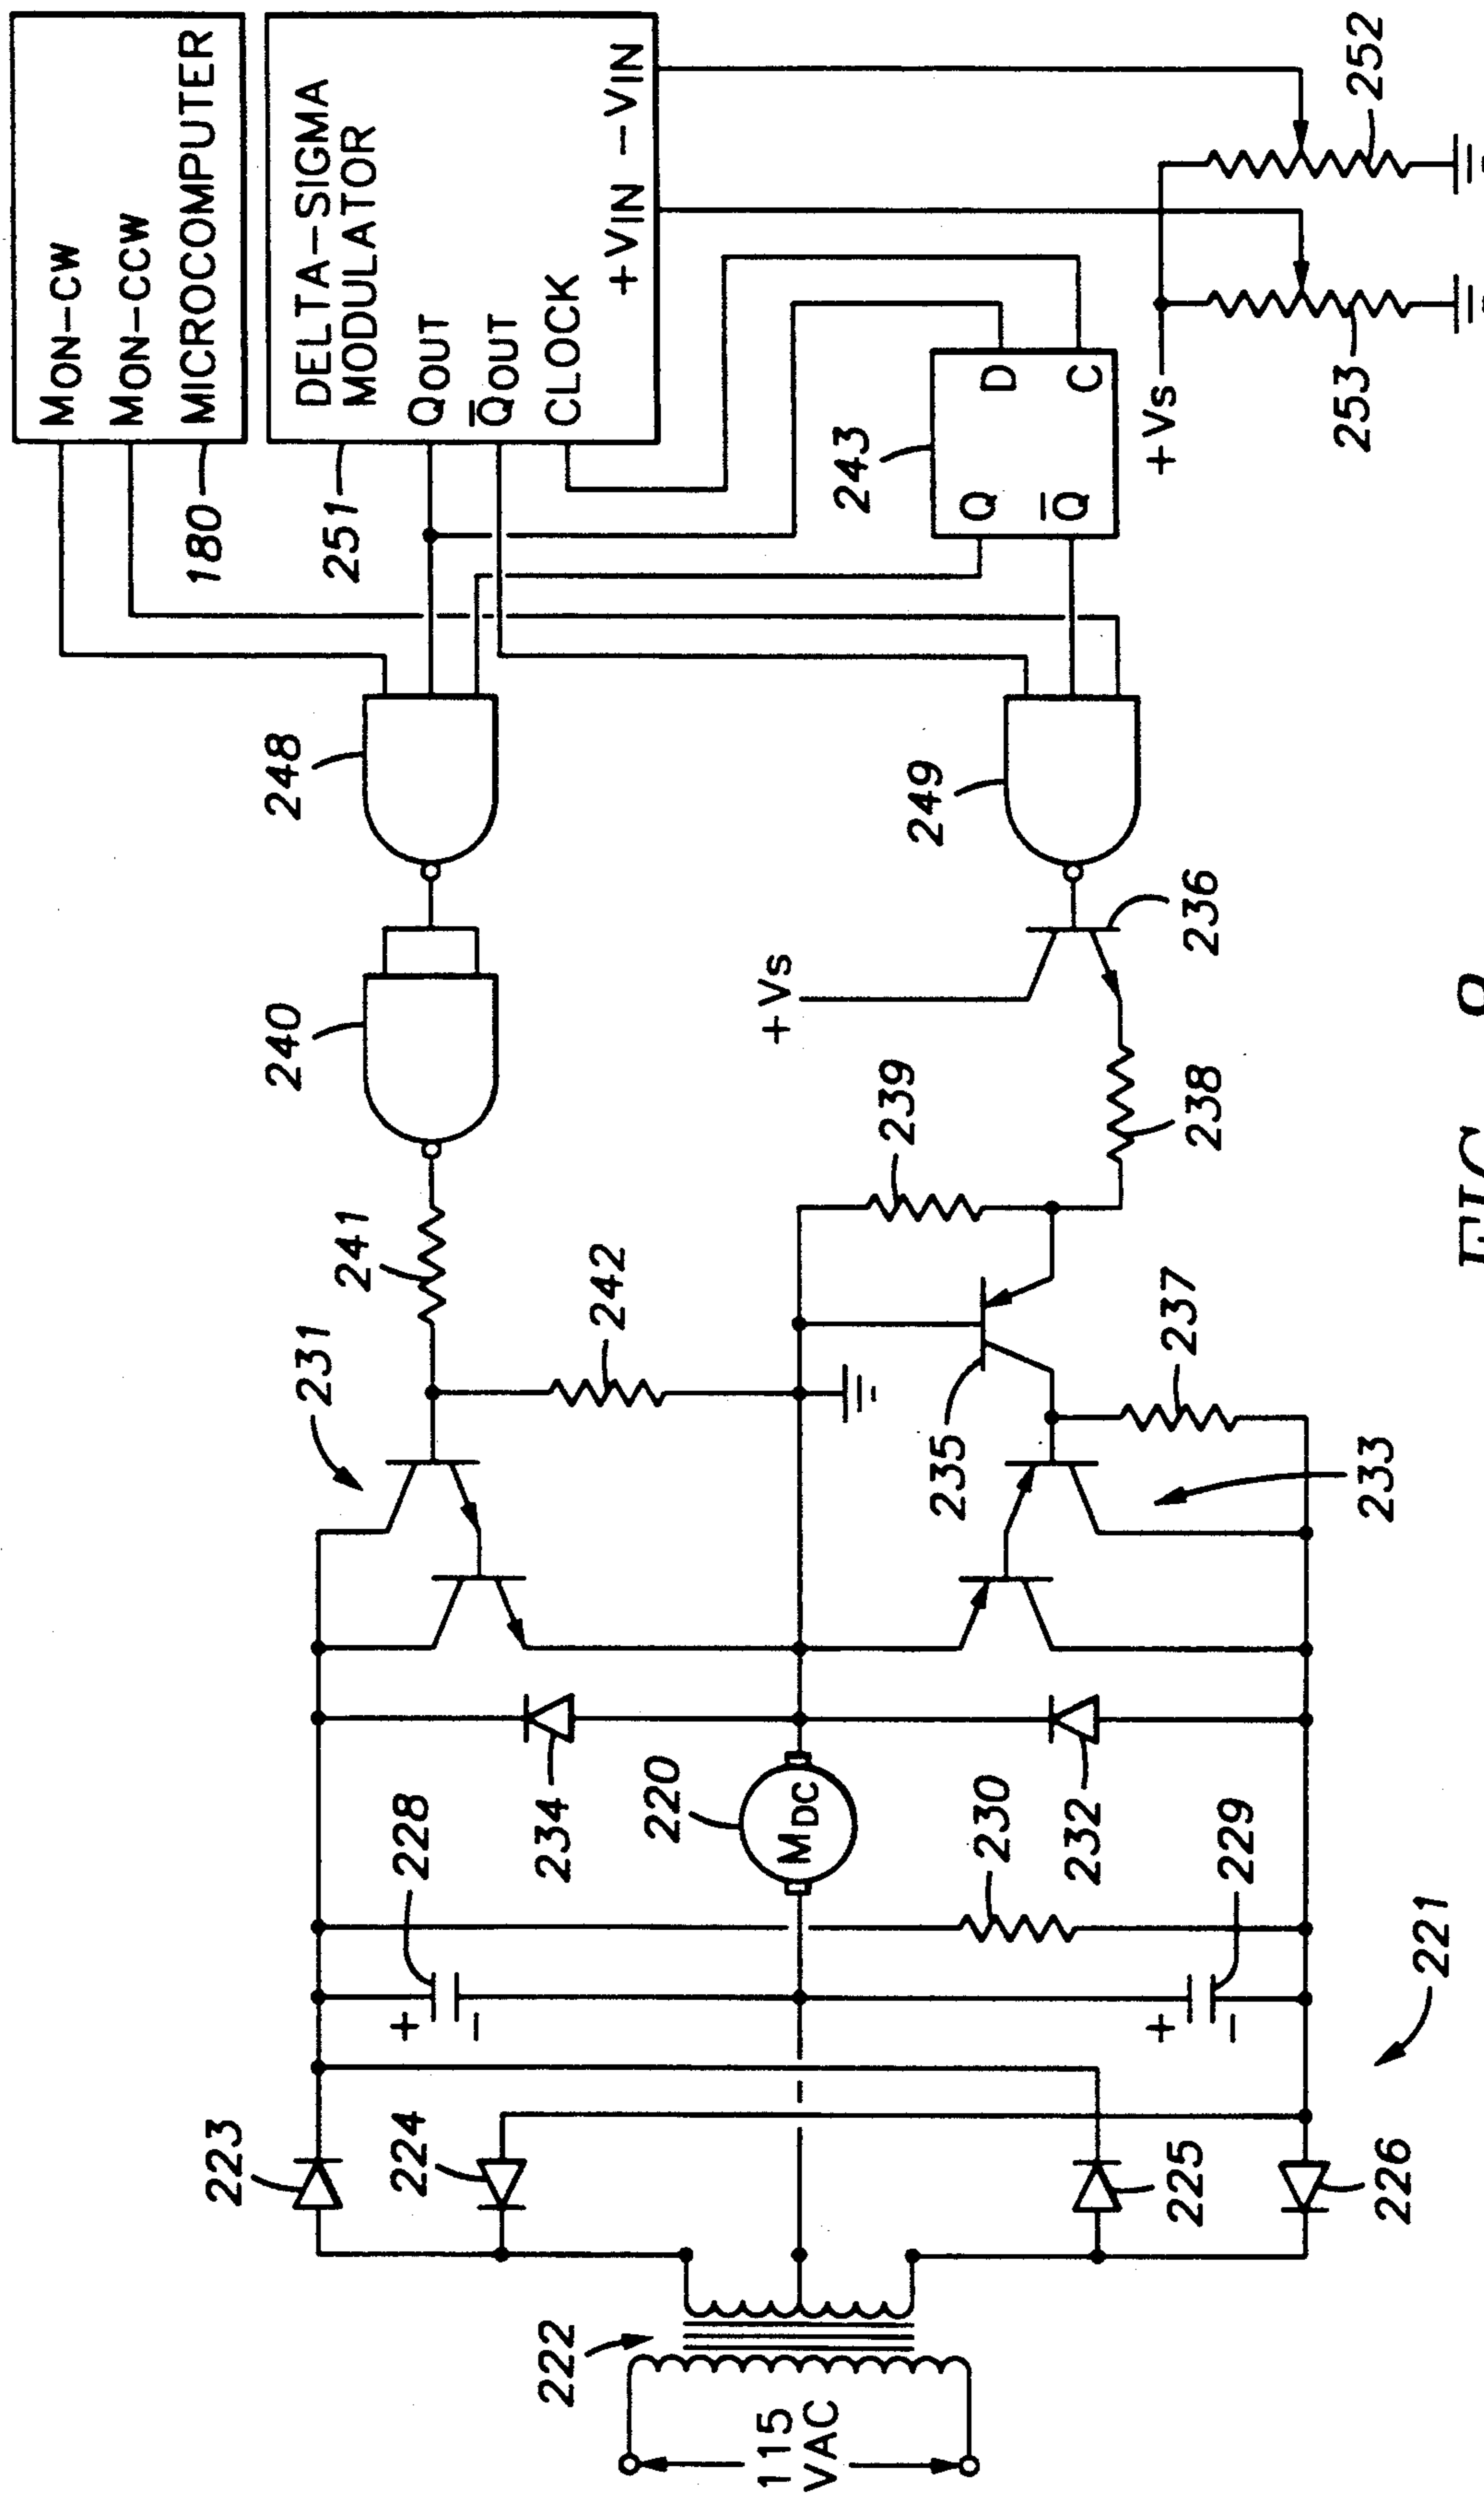 115
VAC
222
223
224
225
226
221
+
−
228
+
−
229
230
234
232
220
MDC
231
233
241
242
235
237
239
238
240
+Vs
236
248
249
MON-CW
MON-CCW
MICROCOMPUTER
180
DELTA-SIGMA
MODULATOR
QOUT
Q̅OUT
CLOCK
+VIN -VIN
251
243
Q
Q̅
D
C
+Vs
253
252